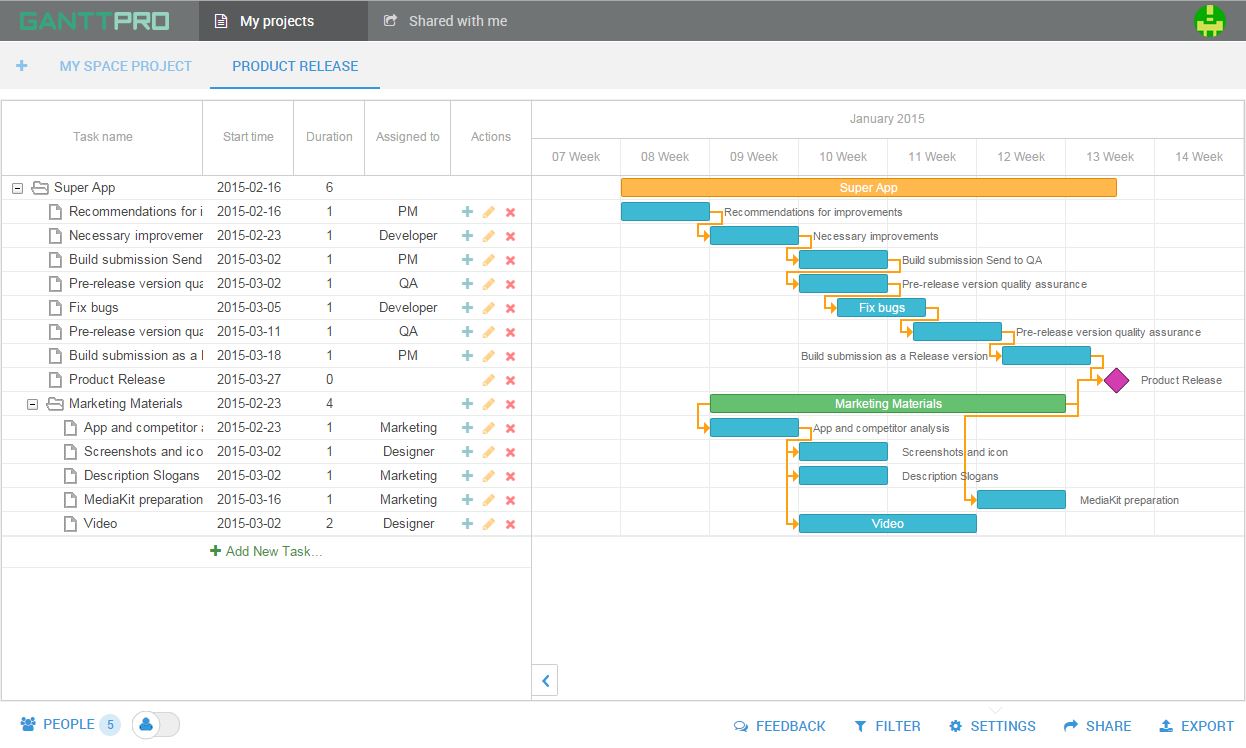 GANTTPRO My projects Shared with me
+ MY SPACE PROJECT PRODUCT RELEASE
January 2015
Task name Start time Duration Assigned to Actions
07 Week 08 Week 09 Week 10 Week 11 Week 12 Week 13 Week 14 Week
Super App 2015-02-16 6 Super App
Recommendations for i 2015-02-16 1 PM Recommendations for improvements
Necessary improvemer 2015-02-23 1 Developer Necessary improvements
Build submission Send 2015-03-02 1 PM Build submission Send to QA
Pre-release version qua 2015-03-02 1 QA Pre-release version quality assurance
Fix bugs 2015-03-05 1 Developer Fix bugs
Pre-release version qua 2015-03-11 1 QA Pre-release version quality assurance
Build submission as a l 2015-03-18 1 PM Build submission as a Release version
Product Release 2015-03-27 0 Product Release
Marketing Materials 2015-02-23 4 Marketing Materials
App and competitor 2015-02-23 1 Marketing App and competitor analysis
Screenshots and ico 2015-03-02 1 Designer Screenshots and icon
Description Slogans 2015-03-02 1 Marketing Description Slogans
MediaKit preparation 2015-03-16 1 Marketing MediaKit preparation
Video 2015-03-02 2 Designer Video
+ Add New Task...
PEOPLE 5 FEEDBACK FILTER SETTINGS SHARE EXPORT